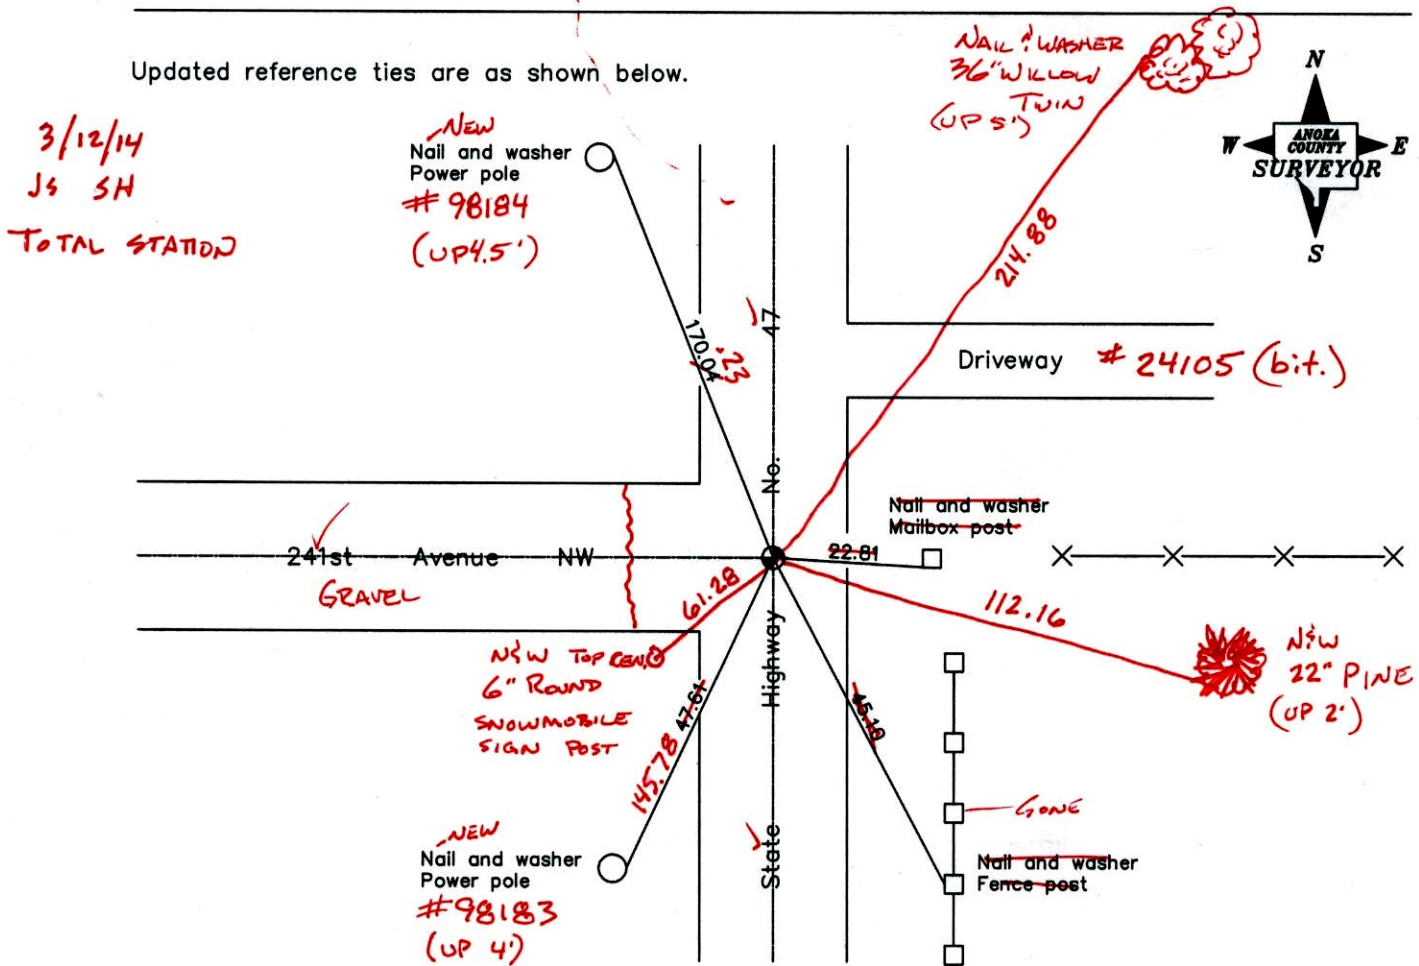 Updated reference ties are as shown below.
3/12/14
JS SH
TOTAL STATION
NEW
Nail and washer
Power pole
# 98184
(UP 4.5')
NAIL & WASHER
36" WILLOW
TWIN
(UP 5')
N
W
E
S
ANOKA
COUNTY
SURVEYOR
214.88
170.04
.23
Driveway # 24105 (bit.)
State Highway No. 47
Nail and washer
Mailbox post
22.81
241st Avenue NW
GRAVEL
61.28
112.16
N&W TOP CEN.
6" ROUND
SNOWMOBILE
SIGN POST
N&W
22" PINE
(UP 2')
47.61
145.78
45.10
GONE
NEW
Nail and washer
Power pole
#98183
(UP 4')
Nail and washer
Fence post